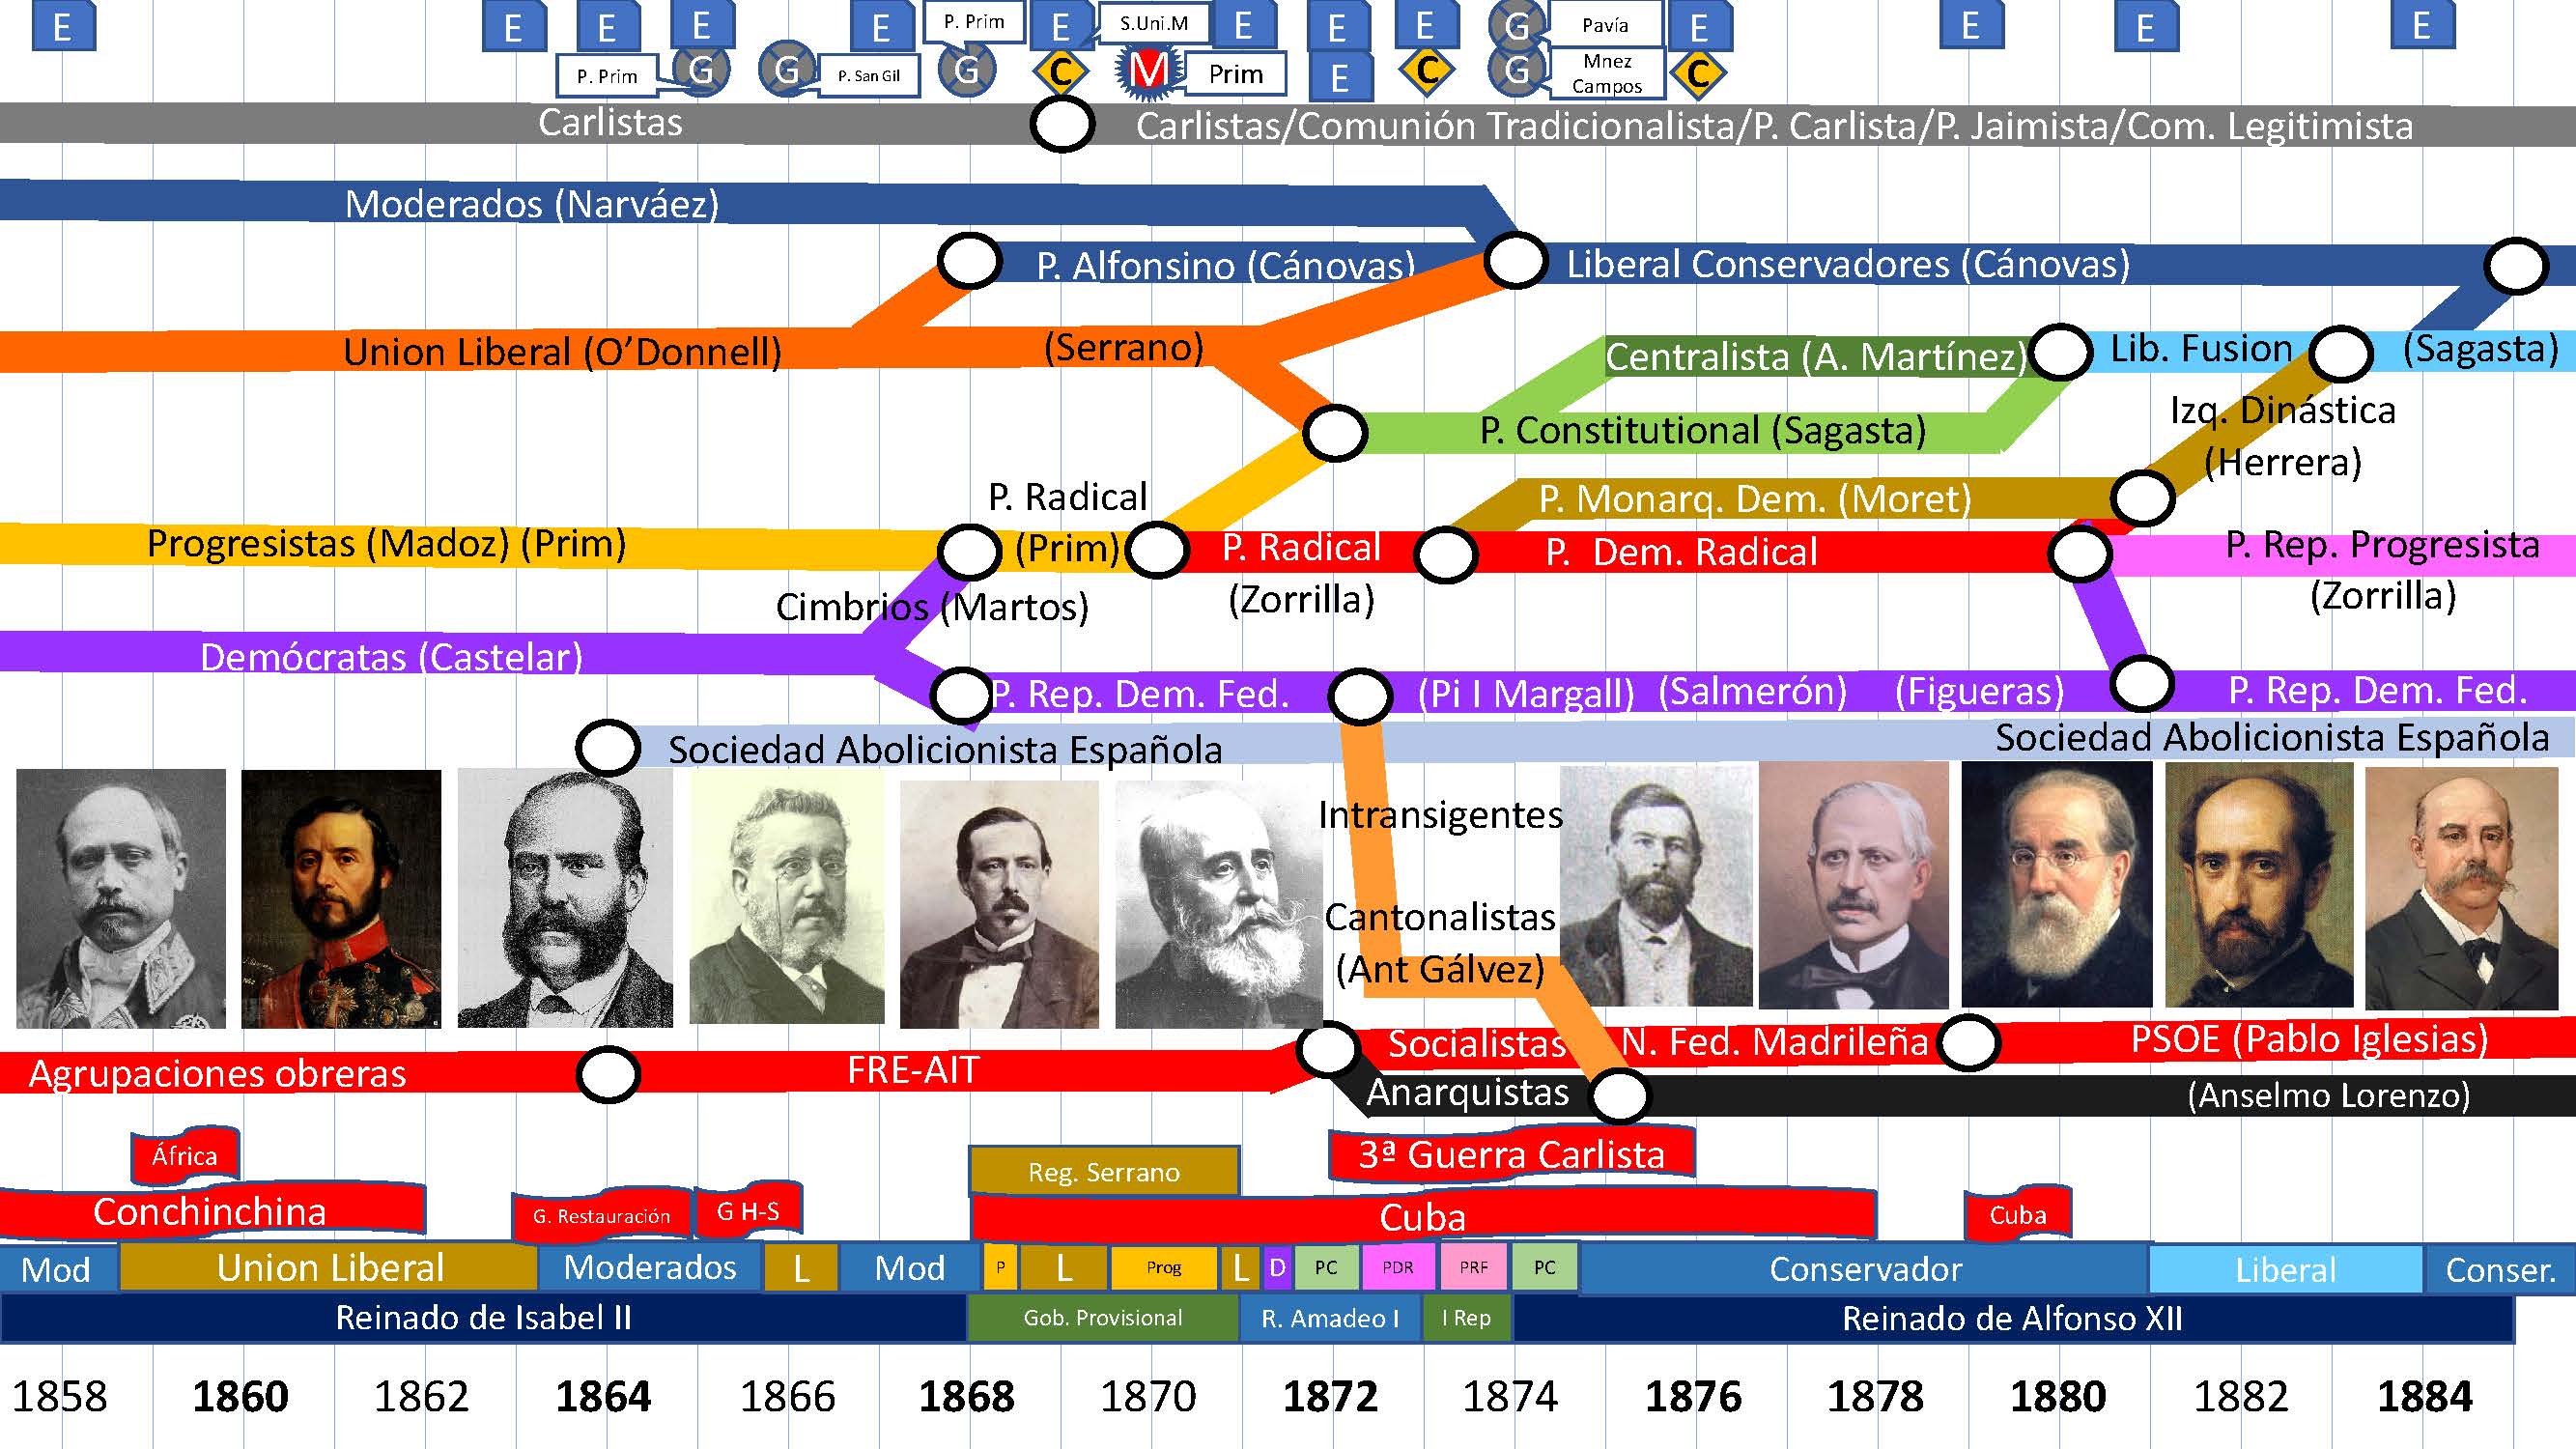 E E E E E E E E E E E E E E
P. Prim S.Uni.M G Pavía
P. Prim G G P. San Gil G C M Prim E C G Mnez Campos C
Carlistas
Carlistas/Comunión Tradicionalista/P. Carlista/P. Jaimista/Com. Legitimista
Moderados (Narváez)
P. Alfonsino (Cánovas)
Liberal Conservadores (Cánovas)
Union Liberal (O’Donnell)
(Serrano)
Centralista (A. Martínez)
Lib. Fusion
(Sagasta)
P. Constitutional (Sagasta)
Izq. Dinástica
(Herrera)
P. Radical
(Prim)
P. Monarq. Dem. (Moret)
Progresistas (Madoz) (Prim)
P. Radical
(Zorrilla)
P. Dem. Radical
P. Rep. Progresista
(Zorrilla)
Cimbrios (Martos)
Demócratas (Castelar)
P. Rep. Dem. Fed.
(Pi I Margall) (Salmerón) (Figueras)
P. Rep. Dem. Fed.
Sociedad Abolicionista Española
Sociedad Abolicionista Española
Intransigentes
Cantonalistas
(Ant Gálvez)
Agrupaciones obreras
FRE-AIT
Socialistas
N. Fed. Madrileña
PSOE (Pablo Iglesias)
Anarquistas
(Anselmo Lorenzo)
África
Reg. Serrano
3ª Guerra Carlista
Conchinchina
G. Restauración
G H-S
Cuba
Cuba
Mod Union Liberal Moderados L Mod P L Prog L D PC PDR PRF PC Conservador Liberal Conser.
Reinado de Isabel II Gob. Provisional R. Amadeo I I Rep Reinado de Alfonso XII
1858 1860 1862 1864 1866 1868 1870 1872 1874 1876 1878 1880 1882 1884